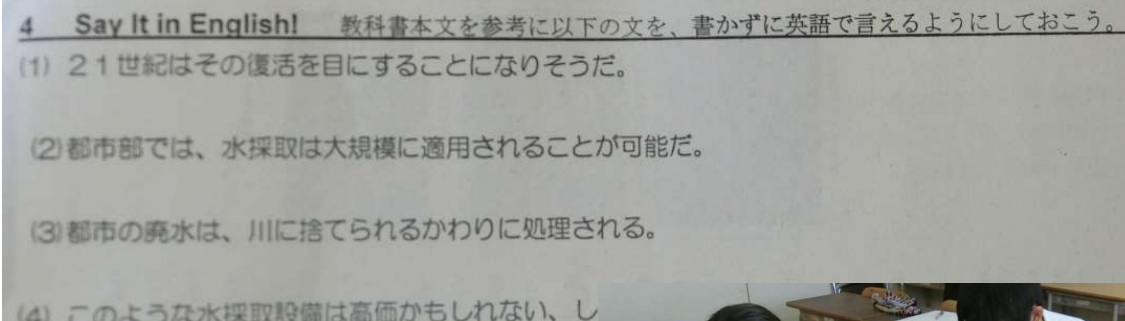 4 Say It in English! 教科書本文を参考に以下の文を、書かずに英語で言えるようにしておこう。
(1) 21世紀はその復活を目にすることになりそうだ。
(2) 都市部では、水採取は大規模に適用されることが可能だ。
(3) 都市の廃水は、川に捨てられるかわりに処理される。
(4) このような水採取設備は高価かもしれない、し